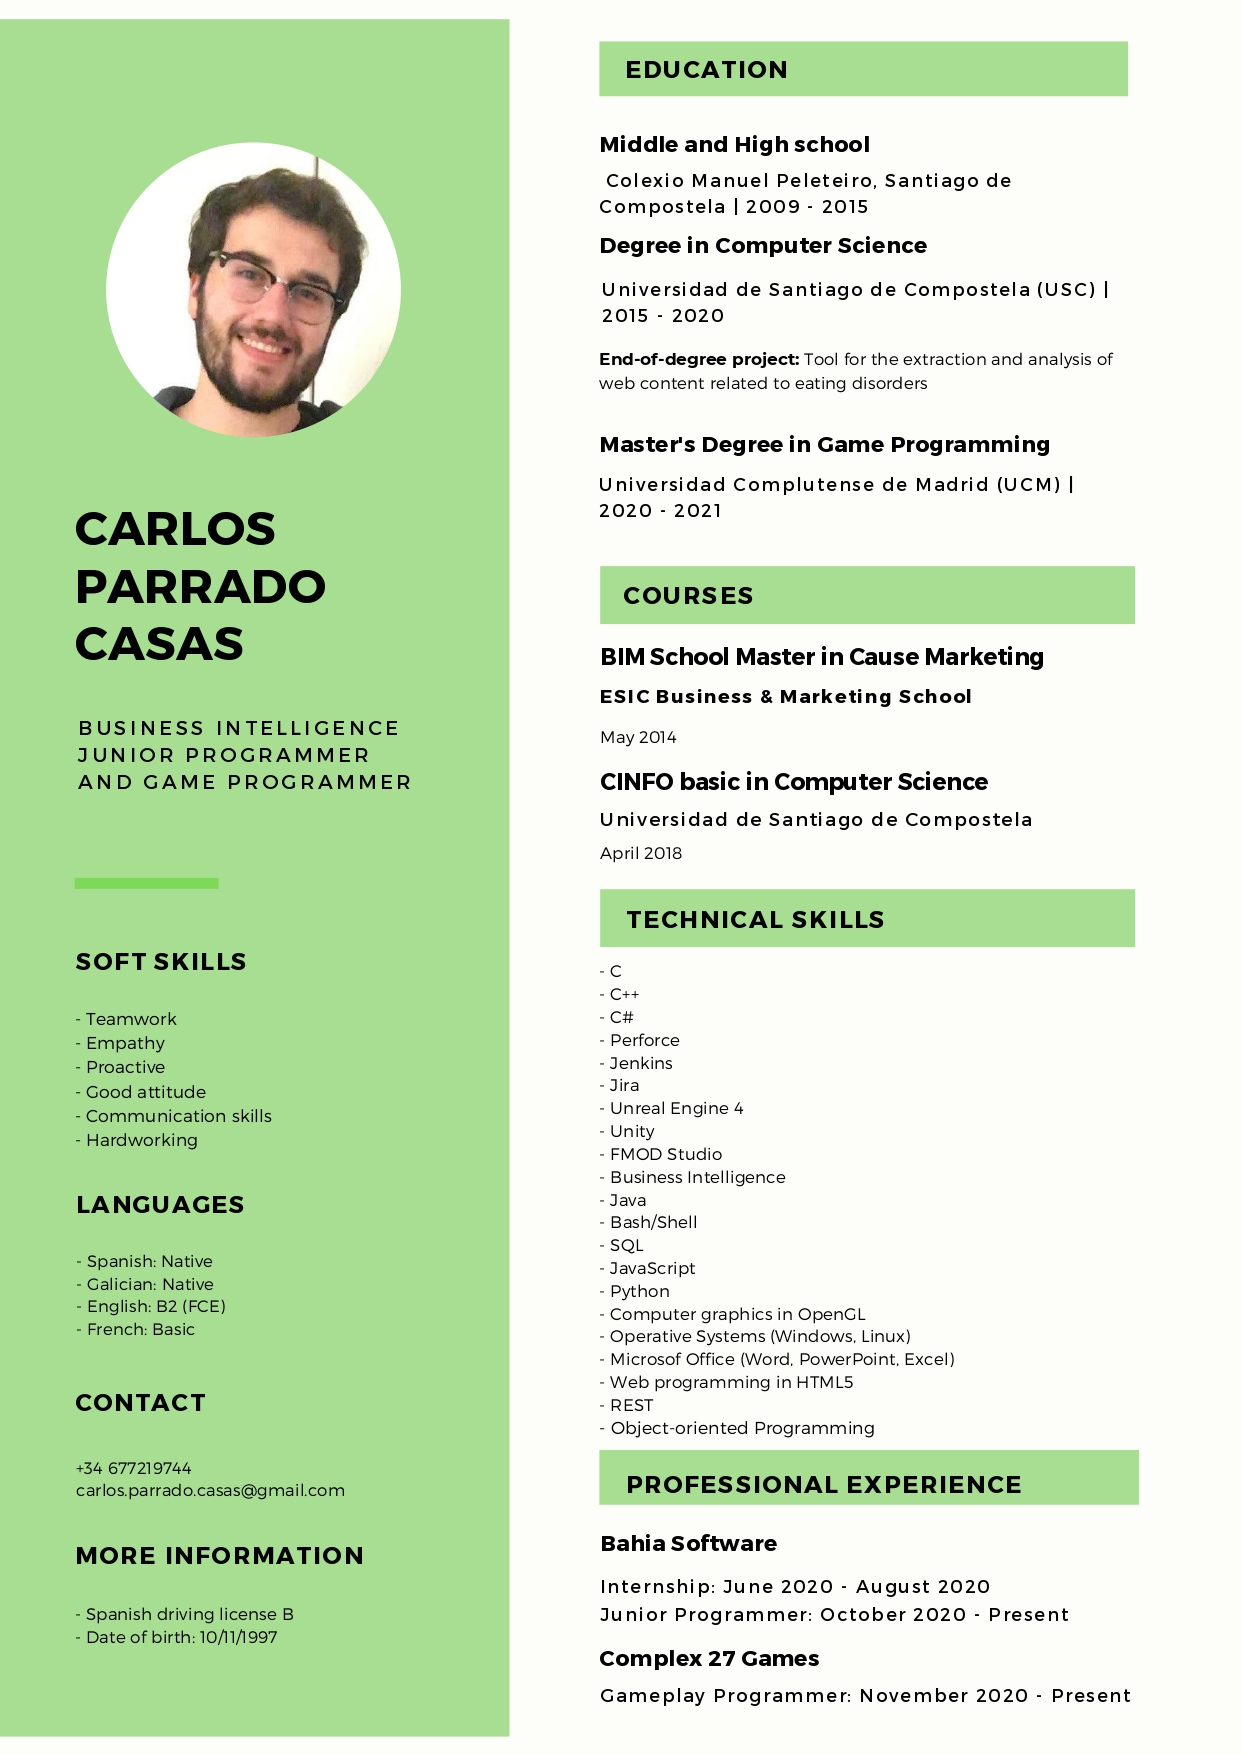 CARLOS
PARRADO
CASAS
BUSINESS INTELLIGENCE
JUNIOR PROGRAMMER
AND GAME PROGRAMMER
SOFT SKILLS
- Teamwork
- Empathy
- Proactive
- Good attitude
- Communication skills
- Hardworking
LANGUAGES
- Spanish: Native
- Galician: Native
- English: B2 (FCE)
- French: Basic
CONTACT
+34 677219744
carlos.parrado.casas@gmail.com
MORE INFORMATION
- Spanish driving license B
- Date of birth: 10/11/1997
EDUCATION
Middle and High school
Colexio Manuel Peleteiro, Santiago de
Compostela | 2009 - 2015
Degree in Computer Science
Universidad de Santiago de Compostela (USC) |
2015 - 2020
End-of-degree project: Tool for the extraction and analysis of
web content related to eating disorders
Master's Degree in Game Programming
Universidad Complutense de Madrid (UCM) |
2020 - 2021
COURSES
BIM School Master in Cause Marketing
ESIC Business & Marketing School
May 2014
CINFO basic in Computer Science
Universidad de Santiago de Compostela
April 2018
TECHNICAL SKILLS
- C
- C++
- C#
- Perforce
- Jenkins
- Jira
- Unreal Engine 4
- Unity
- FMOD Studio
- Business Intelligence
- Java
- Bash/Shell
- SQL
- JavaScript
- Python
- Computer graphics in OpenGL
- Operative Systems (Windows, Linux)
- Microsof Office (Word, PowerPoint, Excel)
- Web programming in HTML5
- REST
- Object-oriented Programming
PROFESSIONAL EXPERIENCE
Bahia Software
Internship: June 2020 - August 2020
Junior Programmer: October 2020 - Present
Complex 27 Games
Gameplay Programmer: November 2020 - Present